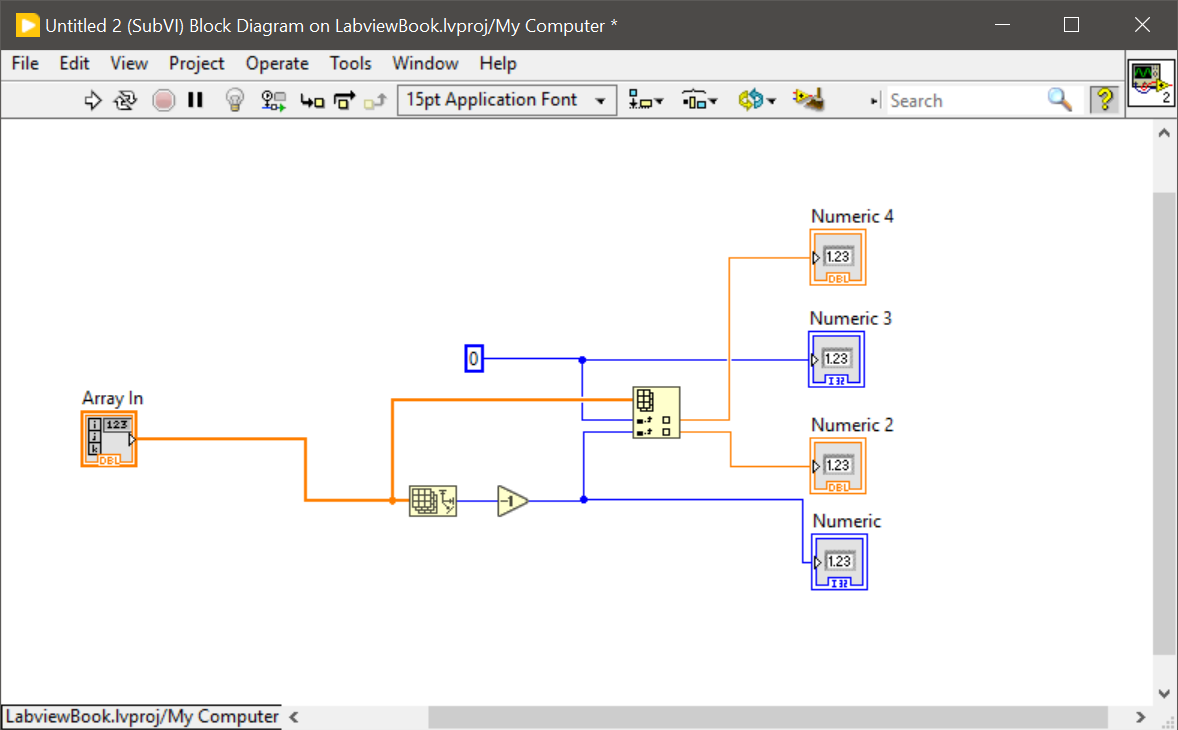 Untitled 2 (SubVI) Block Diagram on LabviewBook.lvproj/My Computer *
File Edit View Project Operate Tools Window Help
15pt Application Font
Search
?
2
Numeric 4
1.23
DBL
Numeric 3
1.23
I32
0
Array In
i
j
k
123
DBL
Numeric 2
1.23
DBL
-1
Numeric
1.23
I32
LabviewBook.lvproj/My Computer